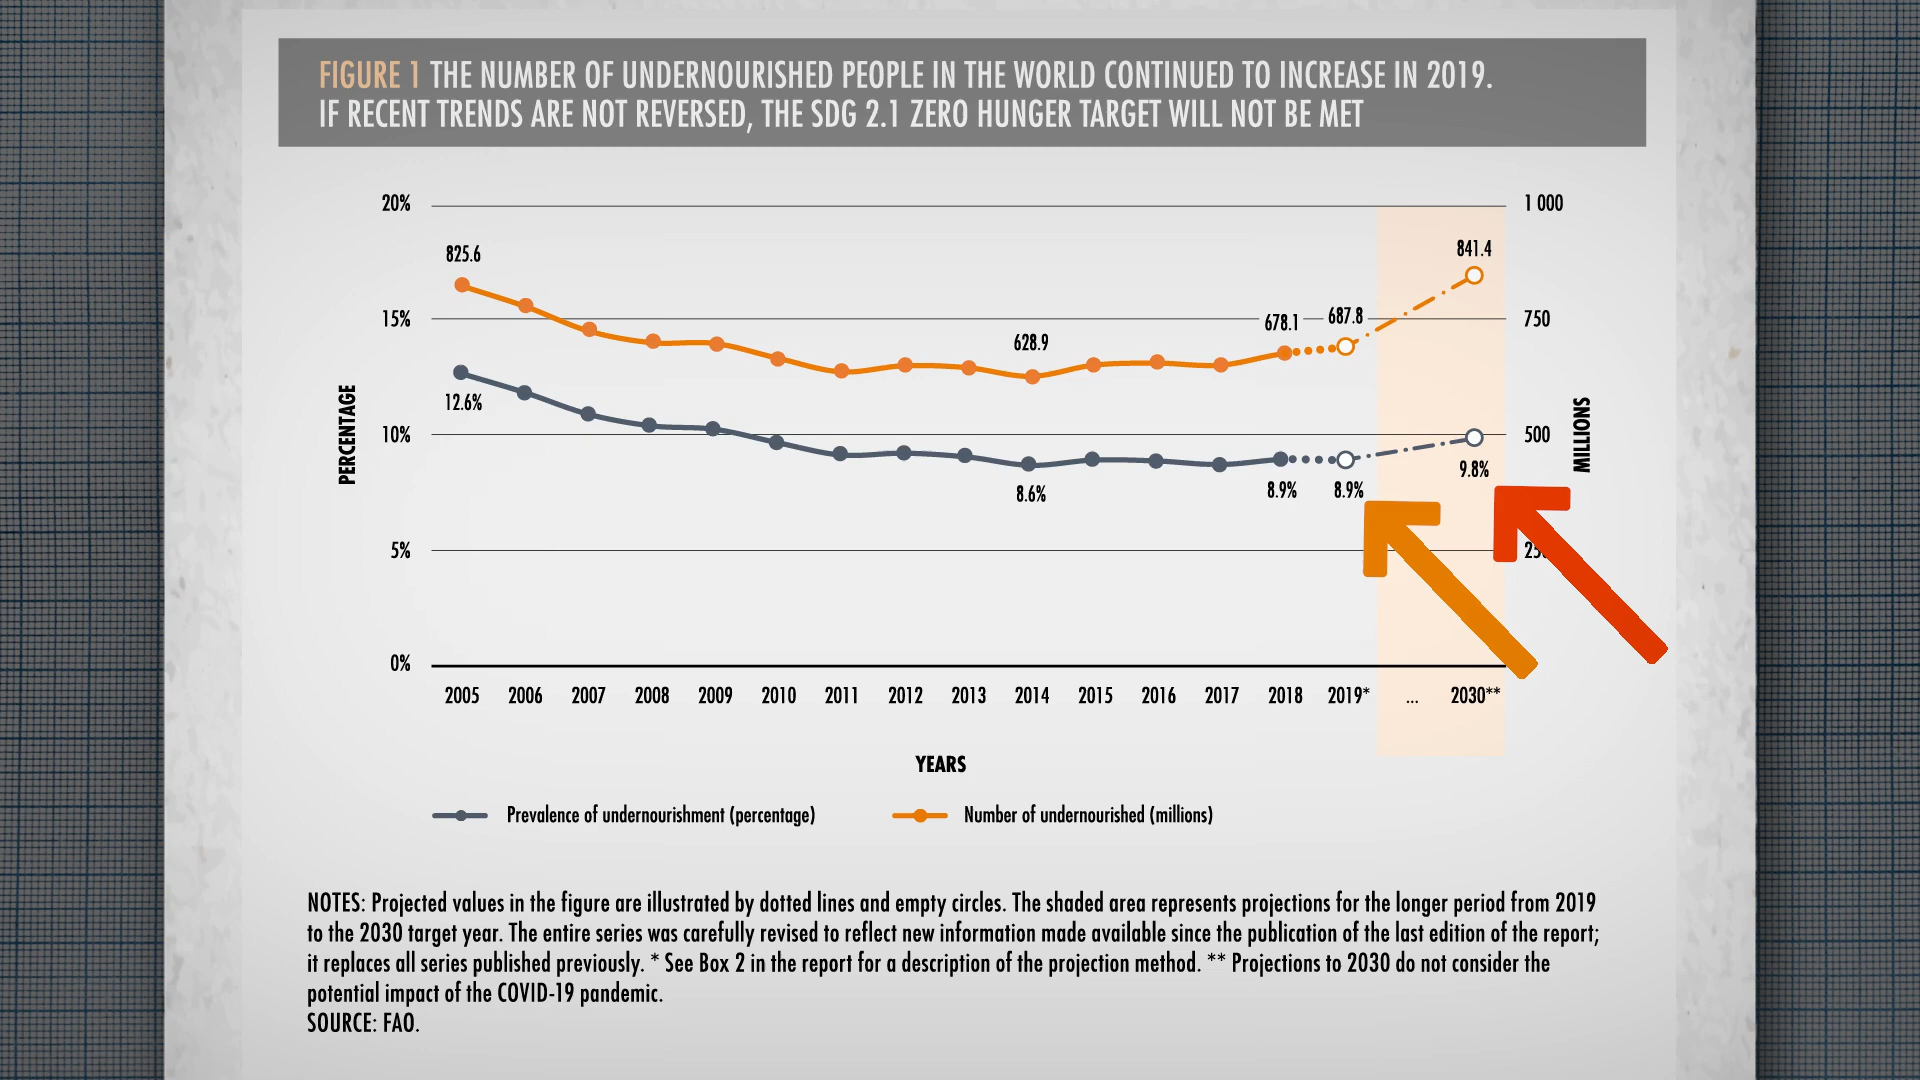 FIGURE 1 THE NUMBER OF UNDERNOURISHED PEOPLE IN THE WORLD CONTINUED TO INCREASE IN 2019.
IF RECENT TRENDS ARE NOT REVERSED, THE SDG 2.1 ZERO HUNGER TARGET WILL NOT BE MET
20%
1 000
825.6
841.4
15%
678.1
687.8
750
628.9
PERCENTAGE
12.6%
MILLIONS
10%
500
9.8%
8.6%
8.9%
8.9%
5%
0%
2005 2006 2007 2008 2009 2010 2011 2012 2013 2014 2015 2016 2017 2018 2019* ... 2030**
YEARS
Prevalence of undernourishment (percentage)
Number of undernourished (millions)
NOTES: Projected values in the figure are illustrated by dotted lines and empty circles. The shaded area represents projections for the longer period from 2019
to the 2030 target year. The entire series was carefully revised to reflect new information made available since the publication of the last edition of the report;
it replaces all series published previously. * See Box 2 in the report for a description of the projection method. ** Projections to 2030 do not consider the
potential impact of the COVID-19 pandemic.
SOURCE: FAO.